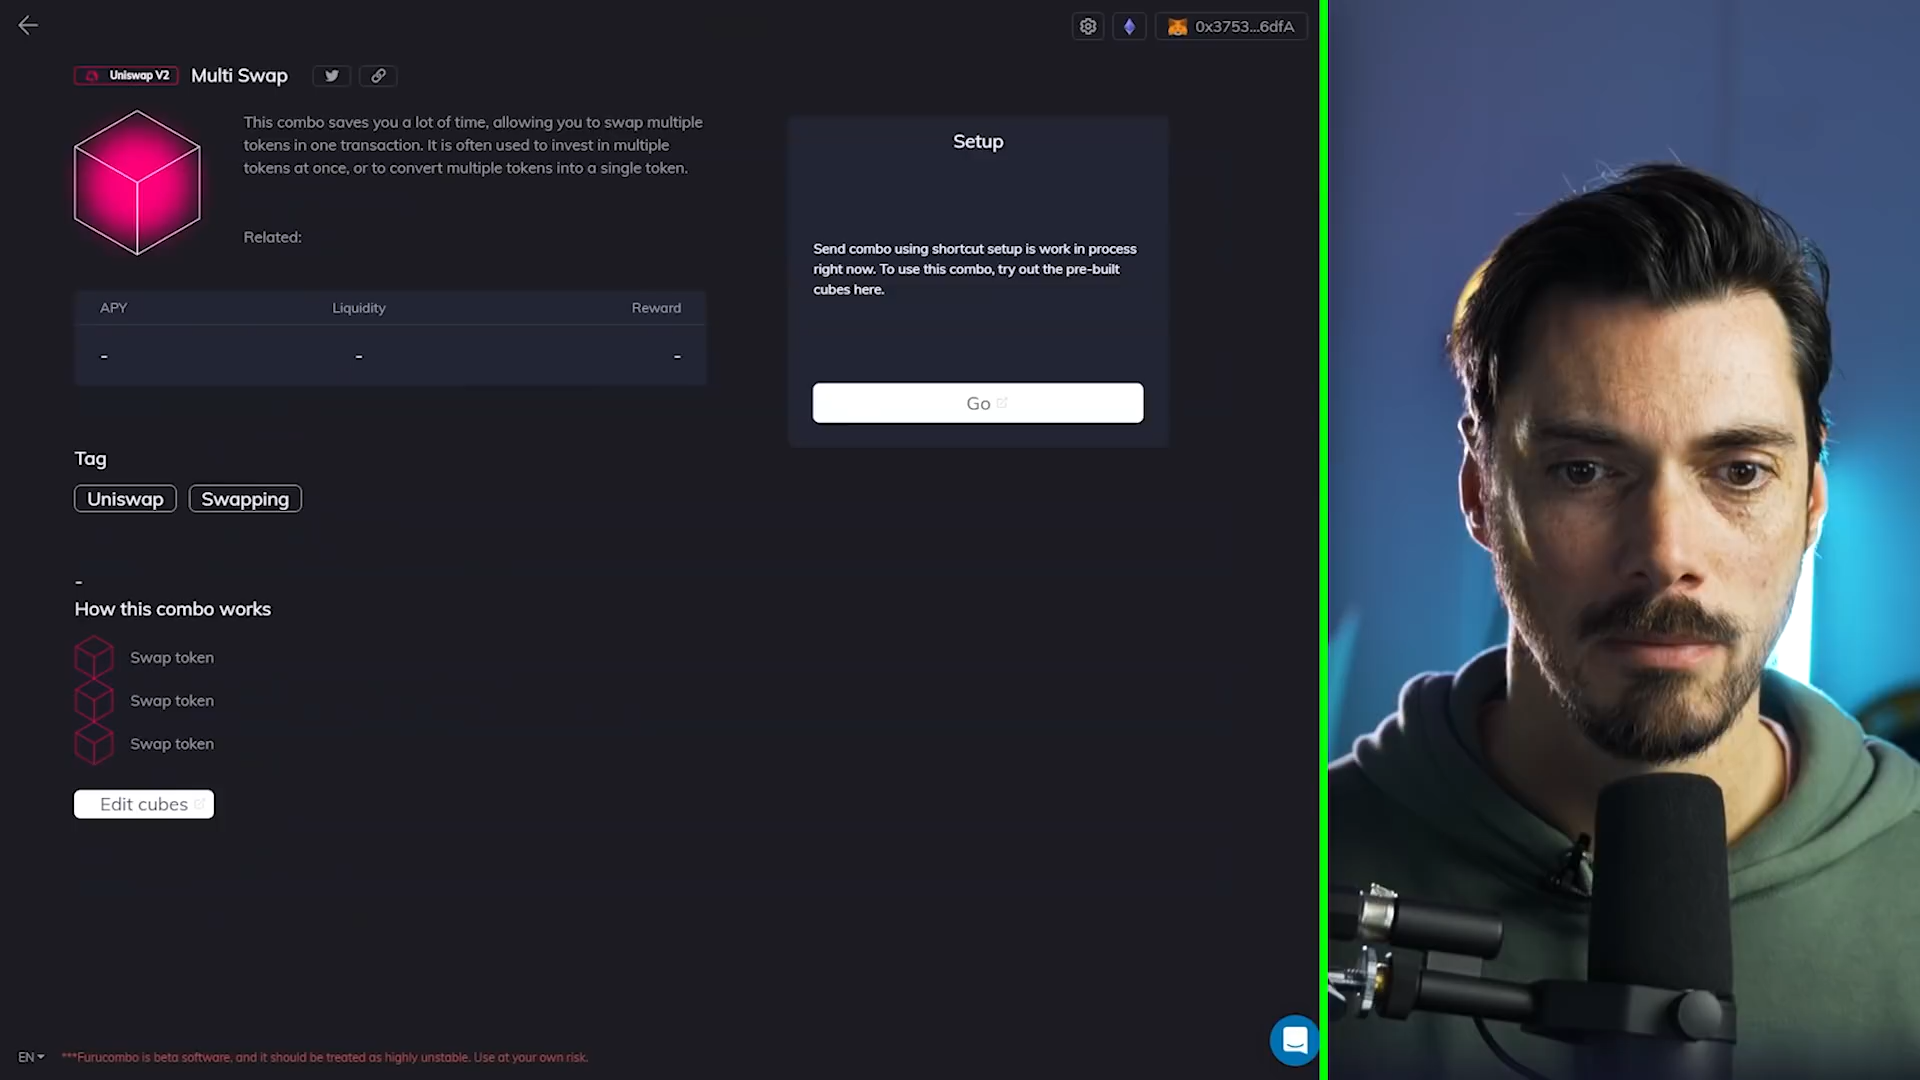 0x3753...6dfA
Uniswap V2
Multi Swap
This combo saves you a lot of time, allowing you to swap multiple
tokens in one transaction. It is often used to invest in multiple
tokens at once, or to convert multiple tokens into a single token.
Related:
Setup
Send combo using shortcut setup is work in process
right now. To use this combo, try out the pre-built
cubes here.
Go
APY Liquidity Reward
- - -
Tag
Uniswap Swapping
-
How this combo works
Swap token
Swap token
Swap token
Edit cubes
EN ***Furucombo is beta software, and it should be treated as highly unstable. Use at your own risk.